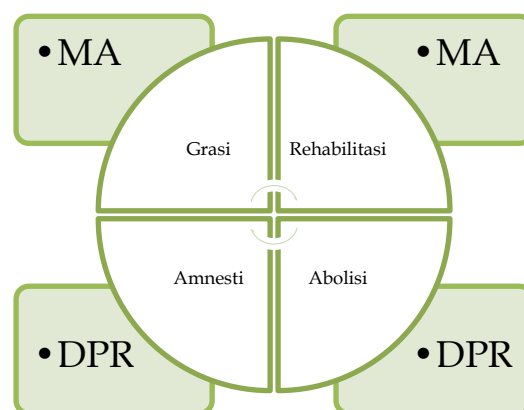 • MA
• MA
Grasi
Rehabilitasi
Amnesti
Abolisi
• DPR
• DPR